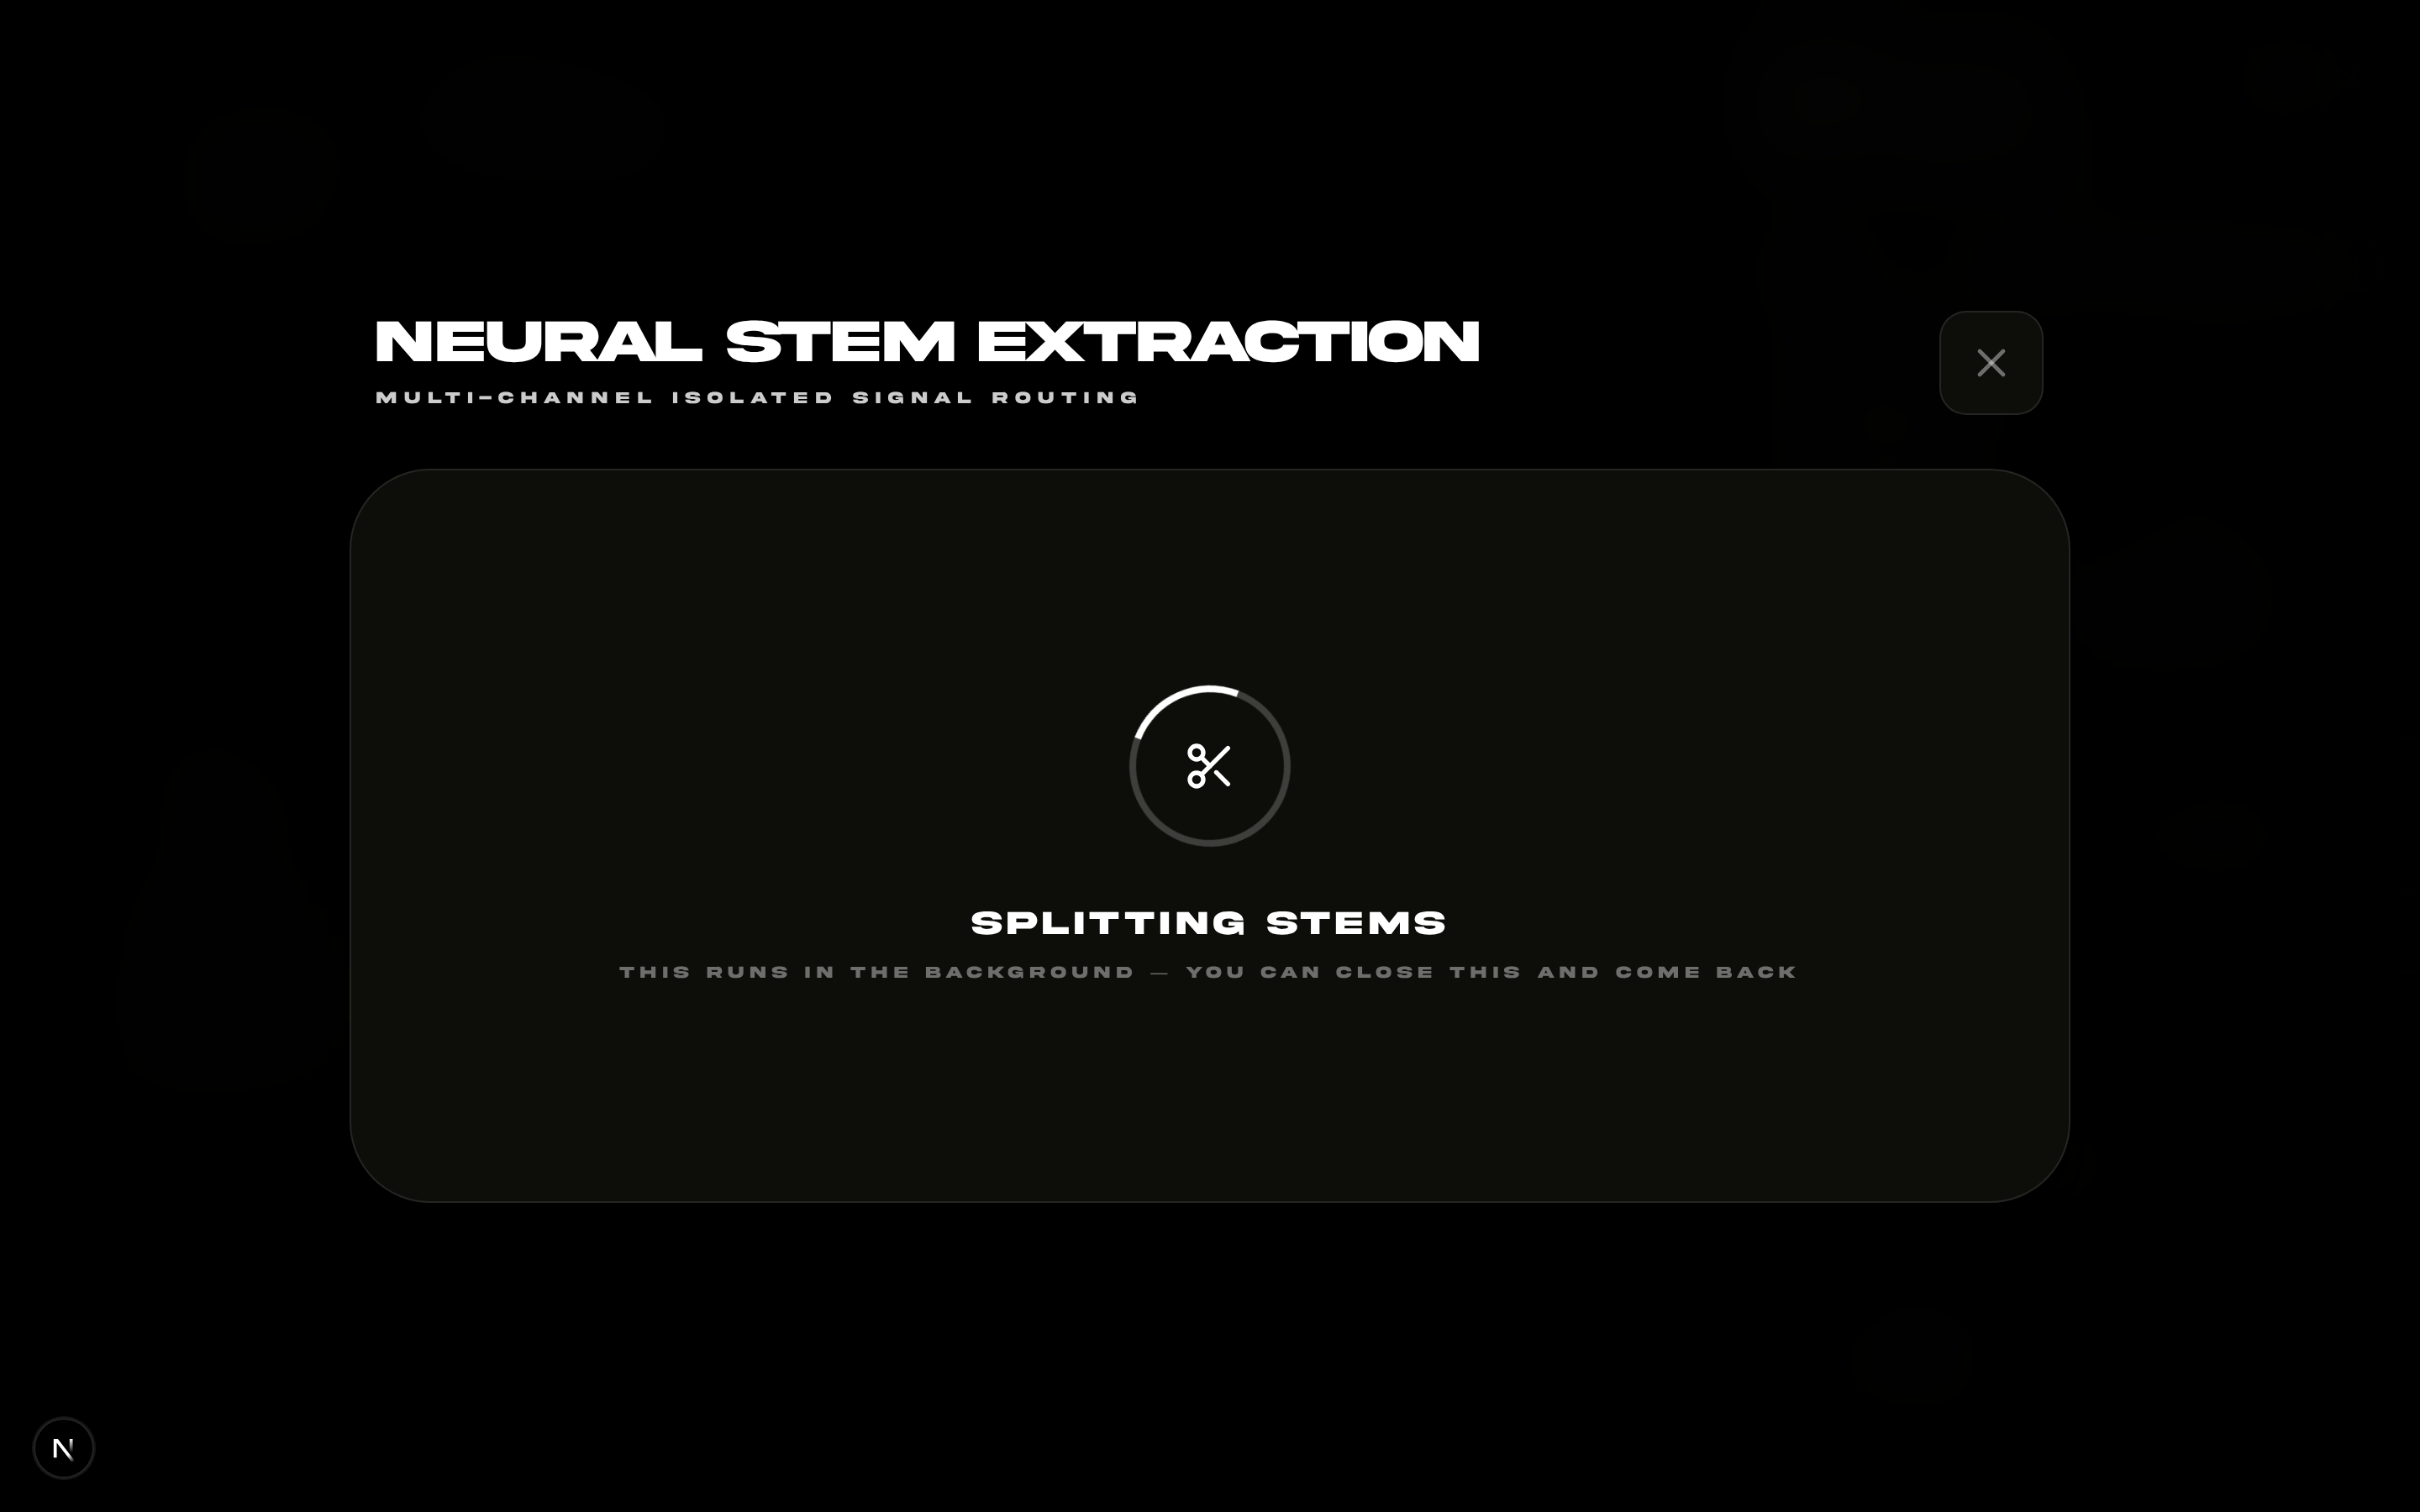 NEURAL STEM EXTRACTION
MULTI-CHANNEL ISOLATED SIGNAL ROUTING
SPLITTING STEMS
THIS RUNS IN THE BACKGROUND — YOU CAN CLOSE THIS AND COME BACK
N